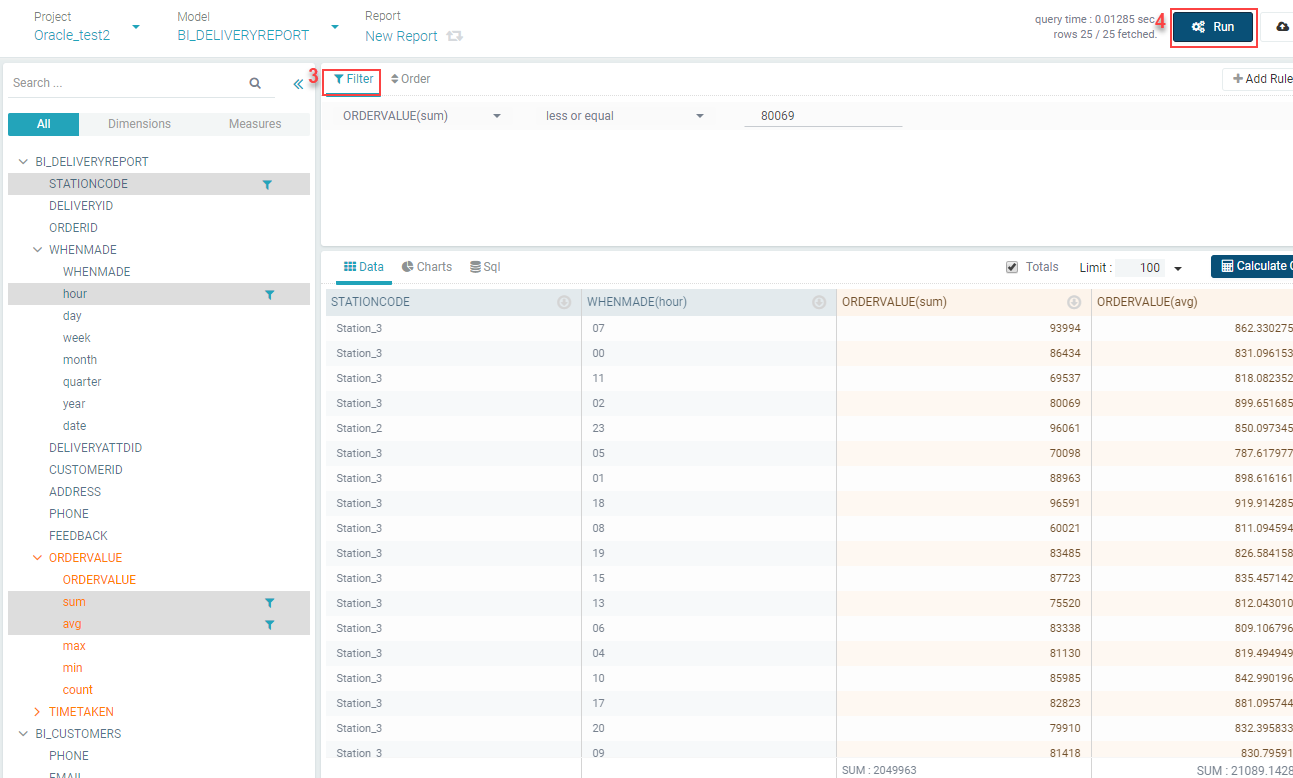 Project
Oracle_test2
Model
BI_DELIVERYREPORT
Report
New Report
query time : 0.01285 sec.
rows 25 / 25 fetched.
4
Run
Search ...
3
Filter
Order
Add Rule
All Dimensions Measures
ORDERVALUE(sum) less or equal 80069
BI_DELIVERYREPORT
STATIONCODE
DELIVERYID
ORDERID
WHENMADE
WHENMADE
hour
day
week
month
quarter
year
date
DELIVERYATTDID
CUSTOMERID
ADDRESS
PHONE
FEEDBACK
ORDERVALUE
ORDERVALUE
sum
avg
max
min
count
TIMETAKEN
BI_CUSTOMERS
PHONE
EMAIL
Data Charts Sql Totals Limit : 100 Calculate
STATIONCODE WHENMADE(hour) ORDERVALUE(sum) ORDERVALUE(avg)
Station_3 07 93994 862.330275
Station_3 00 86434 831.096153
Station_3 11 69537 818.082352
Station_3 02 80069 899.651685
Station_2 23 96061 850.097345
Station_3 05 70098 787.617977
Station_3 01 88963 898.616161
Station_3 18 96591 919.914285
Station_3 08 60021 811.094594
Station_3 19 83485 826.584158
Station_3 15 87723 835.457142
Station_3 13 75520 812.043010
Station_3 06 83338 809.106796
Station_3 04 81130 819.494949
Station_3 10 85985 842.990196
Station_3 17 82823 881.095744
Station_3 20 79910 832.395833
Station_3 09 81418 830.79591
SUM : 2049963 SUM : 21089.1428